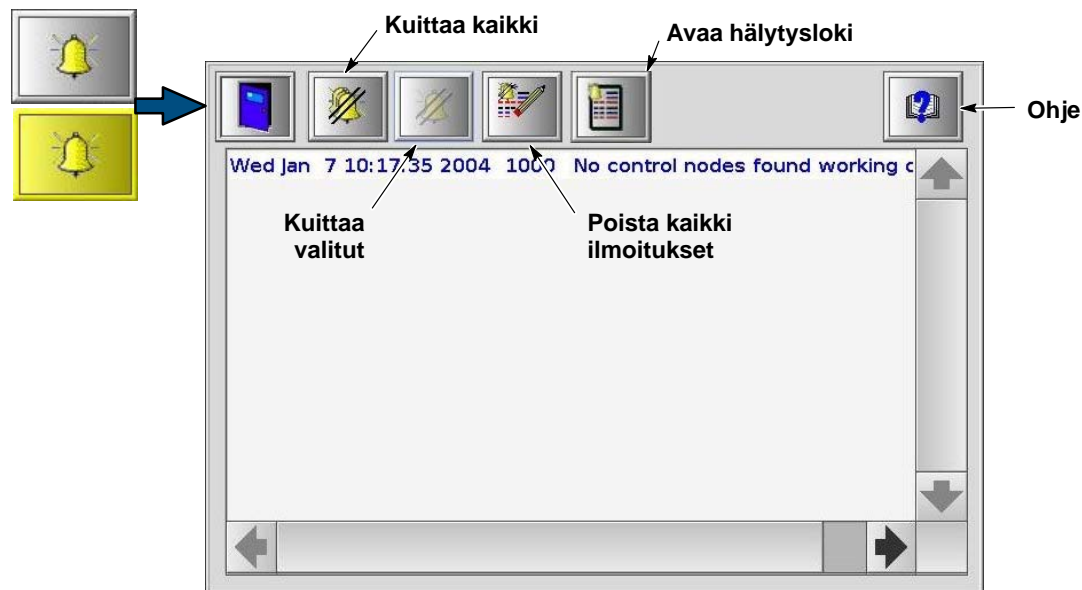 Kuittaa kaikki
Avaa hälytysloki
Ohje
Wed Jan 7 10:17:35 2004 1000 No control nodes found working
Kuittaa
valitut
Poista kaikki
ilmoitukset